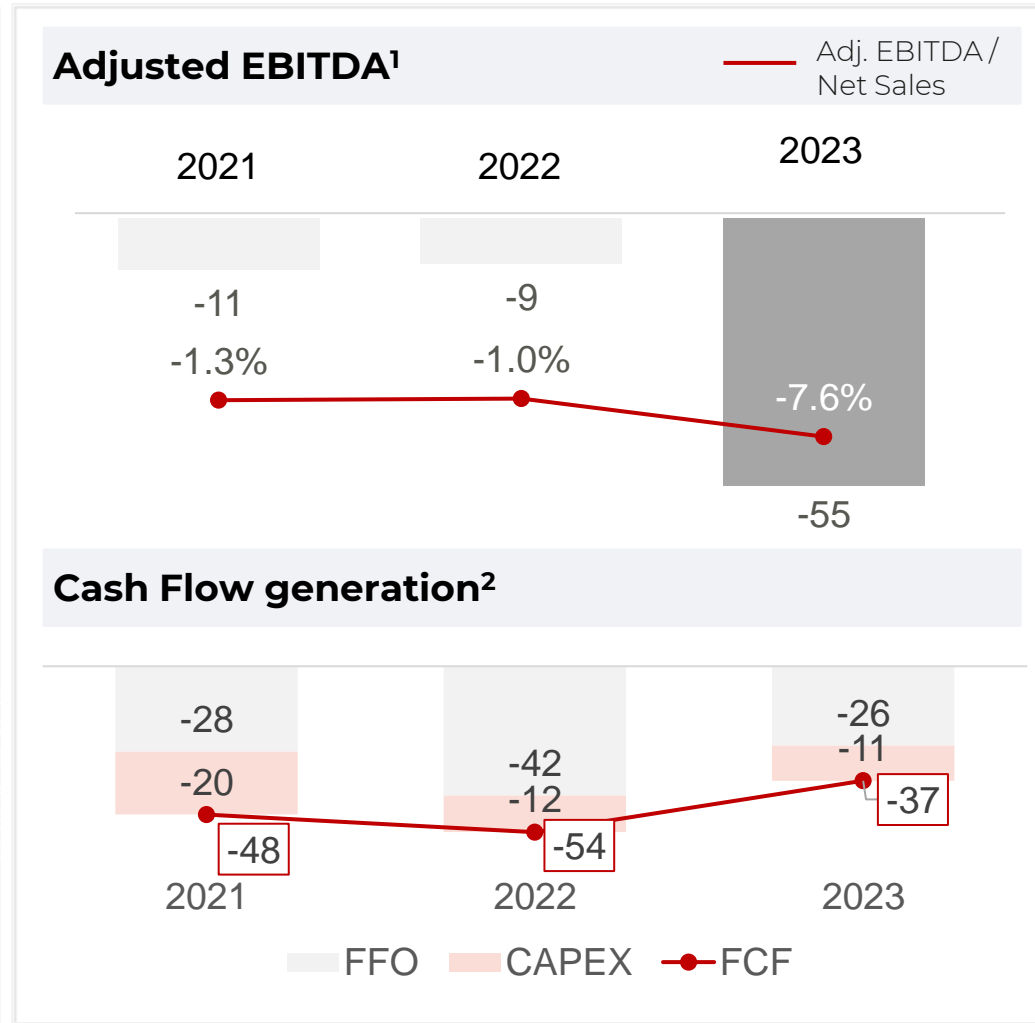 Adjusted EBITDA¹
Adj. EBITDA /
Net Sales
2021 2022 2023
-11 -9
-1.3% -1.0% -7.6%
-55
Cash Flow generation²
-28 -42 -26
-20 -12 -11
-48 -54 -37
2021 2022 2023
FFO CAPEX FCF